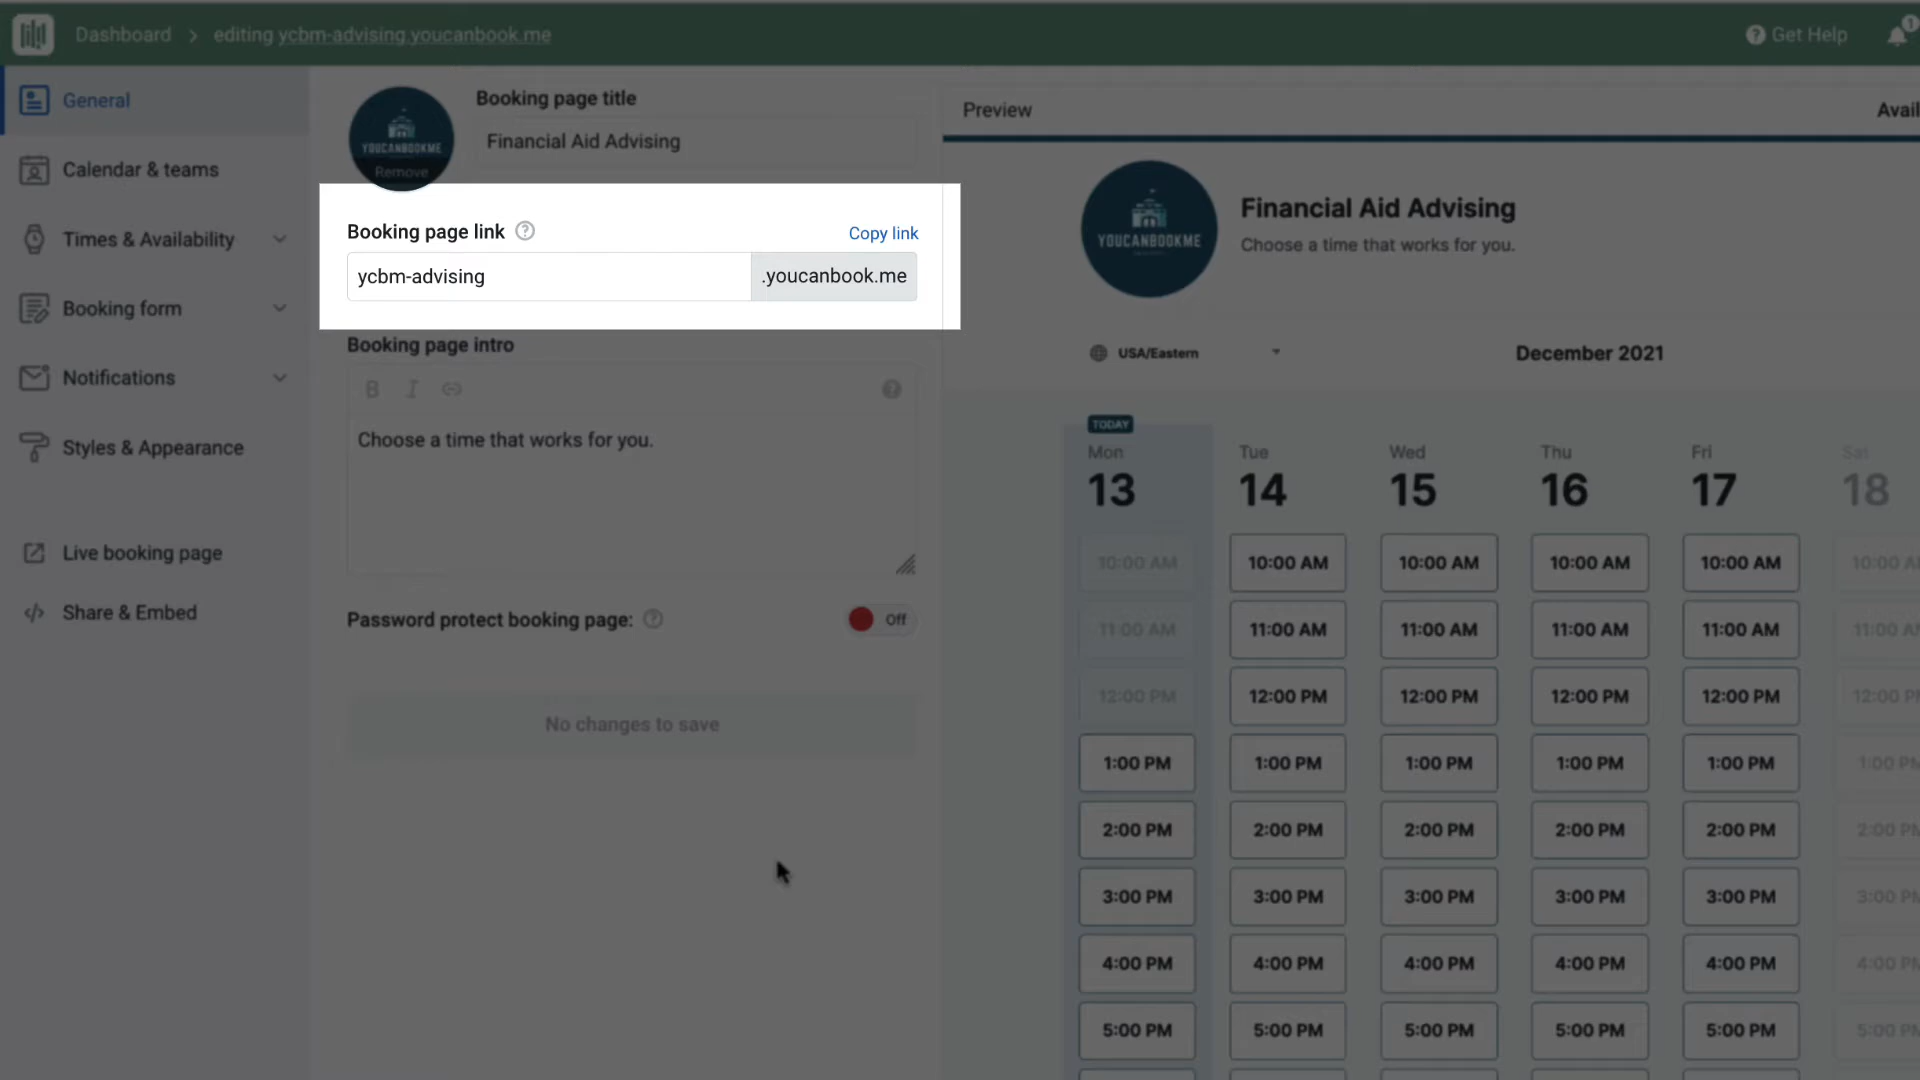 Dashboard > editing ycbm-advising.youcanbook.me
Get Help
1
General
Calendar & teams
Times & Availability
Booking form
Notifications
Styles & Appearance
Live booking page
Share & Embed
YOUCANBOOKME
Remove
Booking page title
Financial Aid Advising
Booking page link
Copy link
ycbm-advising
.youcanbook.me
Booking page intro
B I
Choose a time that works for you.
Password protect booking page:
Off
No changes to save
Preview
Avail
YOUCANBOOKME
Financial Aid Advising
Choose a time that works for you.
USA/Eastern
December 2021
TODAY
Mon Tue Wed Thu Fri Sat
13 14 15 16 17 18
10:00 AM 10:00 AM 10:00 AM 10:00 AM 10:00 AM 10:00 A
11:00 AM 11:00 AM 11:00 AM 11:00 AM 11:00 AM 11:00 A
12:00 PM 12:00 PM 12:00 PM 12:00 PM 12:00 PM 12:00 P
1:00 PM 1:00 PM 1:00 PM 1:00 PM 1:00 PM 1:00 P
2:00 PM 2:00 PM 2:00 PM 2:00 PM 2:00 PM 2:00 P
3:00 PM 3:00 PM 3:00 PM 3:00 PM 3:00 PM 3:00 P
4:00 PM 4:00 PM 4:00 PM 4:00 PM 4:00 PM 4:00 P
5:00 PM 5:00 PM 5:00 PM 5:00 PM 5:00 PM 5:00 P